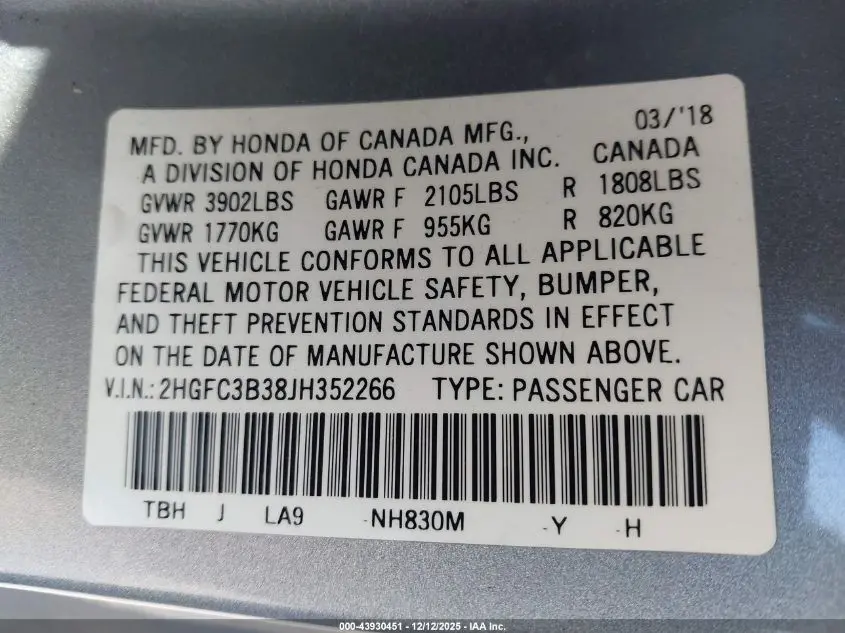 03/'18
MFD. BY HONDA OF CANADA MFG.,
A DIVISION OF HONDA CANADA INC. CANADA
GVWR 3902LBS GAWR F 2105LBS R 1808LBS
GVWR 1770KG GAWR F 955KG R 820KG
THIS VEHICLE CONFORMS TO ALL APPLICABLE
FEDERAL MOTOR VEHICLE SAFETY, BUMPER,
AND THEFT PREVENTION STANDARDS IN EFFECT
ON THE DATE OF MANUFACTURE SHOWN ABOVE.
V.I.N.: 2HGFC3B38JH352266 TYPE: PASSENGER CAR
TBH J LA9 -NH830M -Y -H
000-43930451 - 12/12/2025 - IAA Inc.